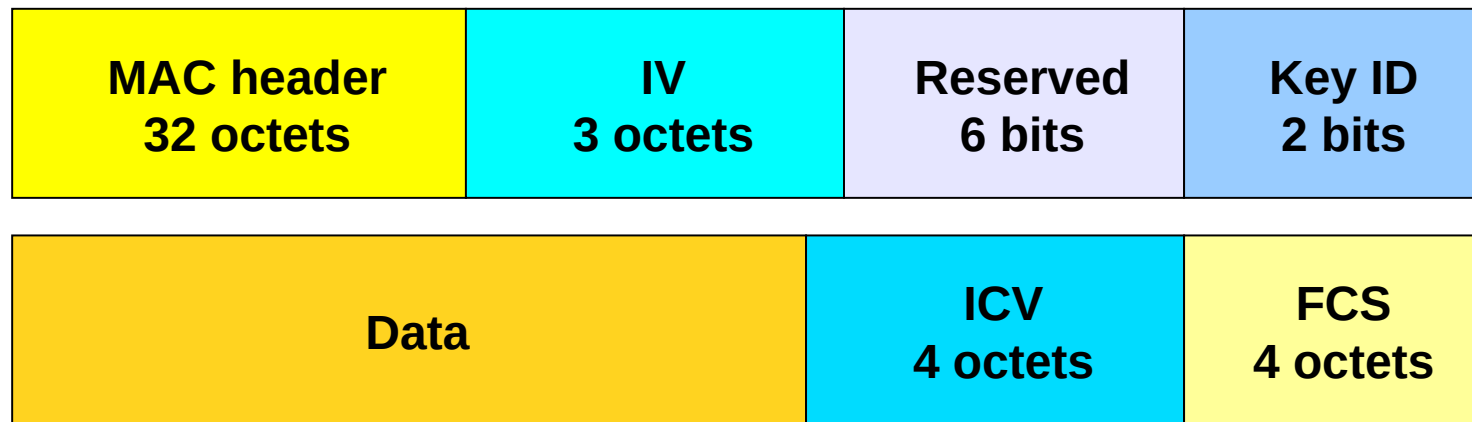 MAC header
32 octets
IV
3 octets
Reserved
6 bits
Key ID
2 bits
Data
ICV
4 octets
FCS
4 octets